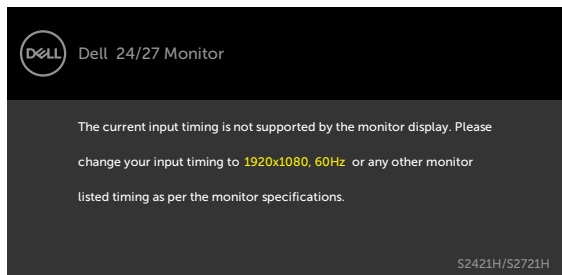 DELL
Dell 24/27 Monitor
The current input timing is not supported by the monitor display. Please
change your input timing to 1920x1080, 60Hz or any other monitor
listed timing as per the monitor specifications.
S2421H/S2721H